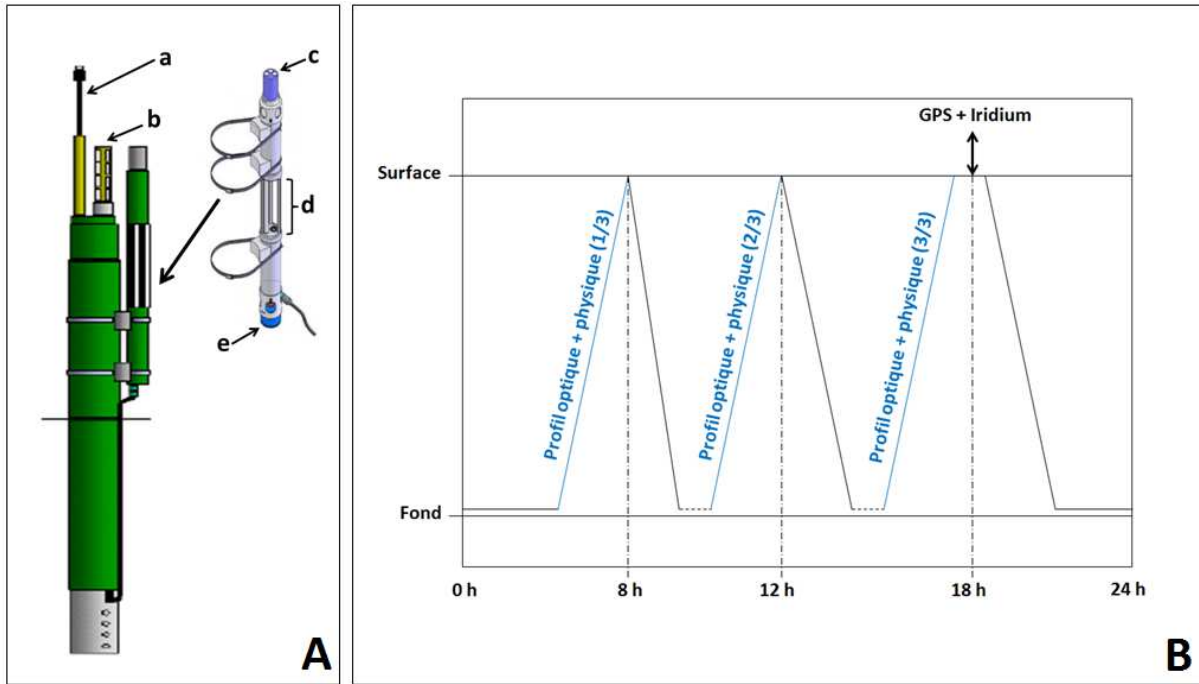 a
b
c
d
e
A
GPS + Iridium
Surface
Profil optique + physique (1/3)
Profil optique + physique (2/3)
Profil optique + physique (3/3)
Fond
0 h
8 h
12 h
18 h
24 h
B